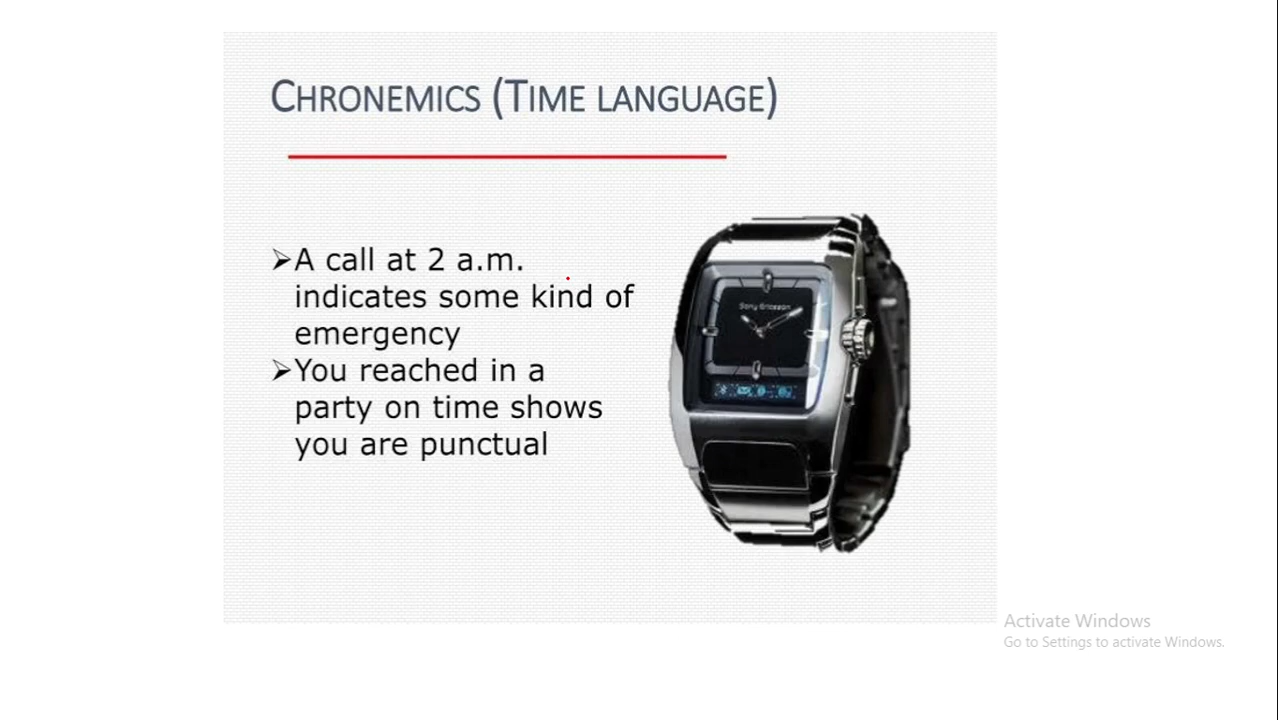 CHRONEMICS (TIME LANGUAGE)
➢A call at 2 a.m.
indicates some kind of
emergency
➢You reached in a
party on time shows
you are punctual
Sony Ericsson
Activate Windows
Go to Settings to activate Windows.